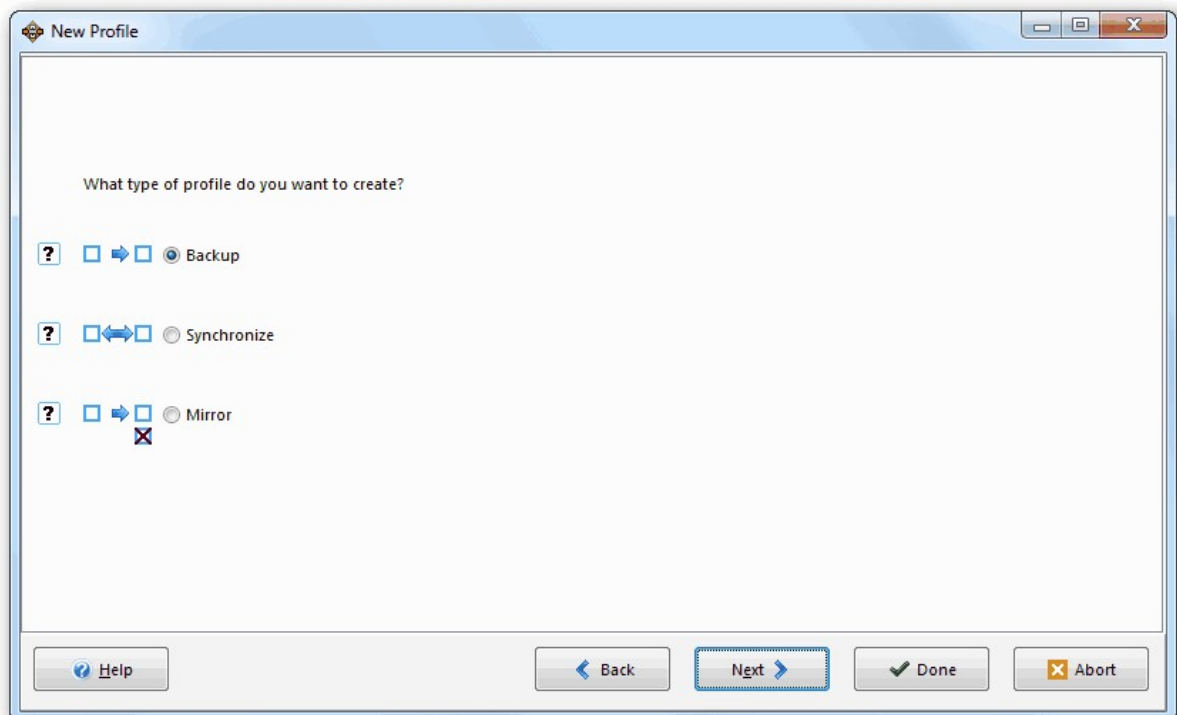 New Profile
What type of profile do you want to create?
? Backup
? Synchronize
? Mirror
Help Back Next Done Abort